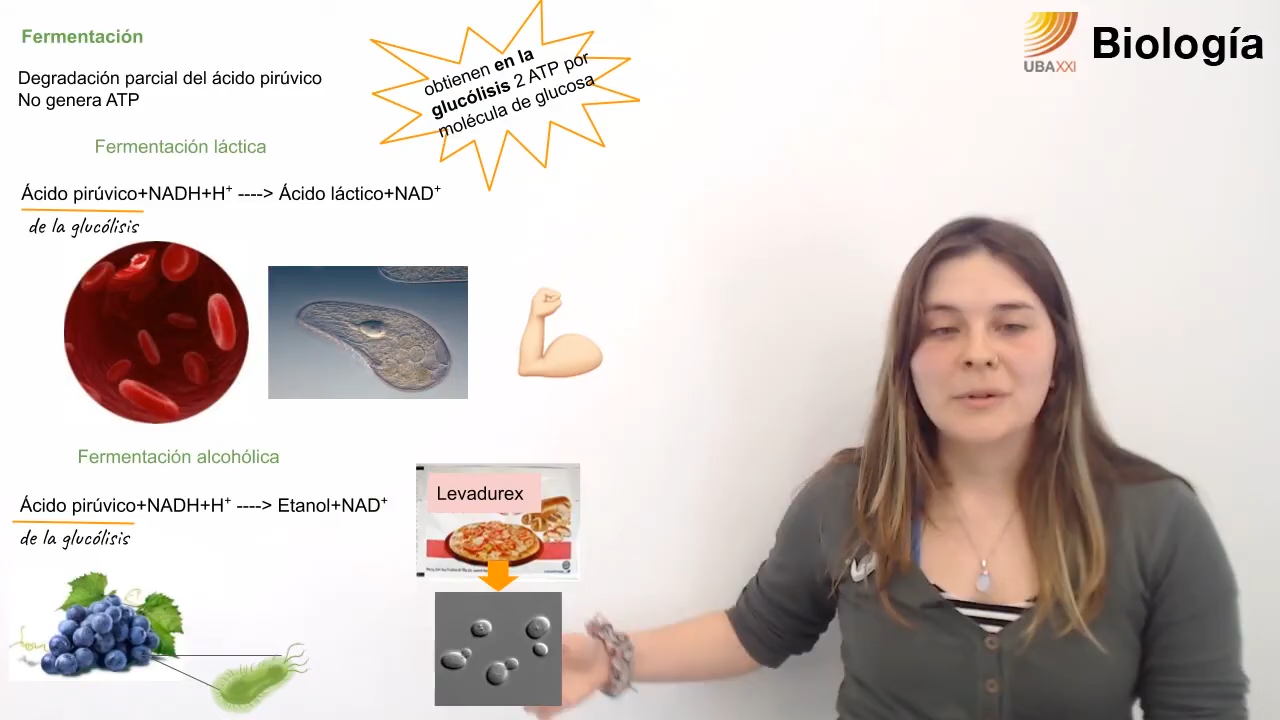 Fermentación
Degradación parcial del ácido pirúvico
No genera ATP
obtienen en la
glucólisis 2 ATP por
molécula de glucosa
UBAXXI
Biología
Fermentación láctica
Ácido pirúvico+NADH+H⁺ ----> Ácido láctico+NAD⁺
de la glucólisis
Fermentación alcohólica
Ácido pirúvico+NADH+H⁺ ----> Etanol+NAD⁺
de la glucólisis
Levadurex